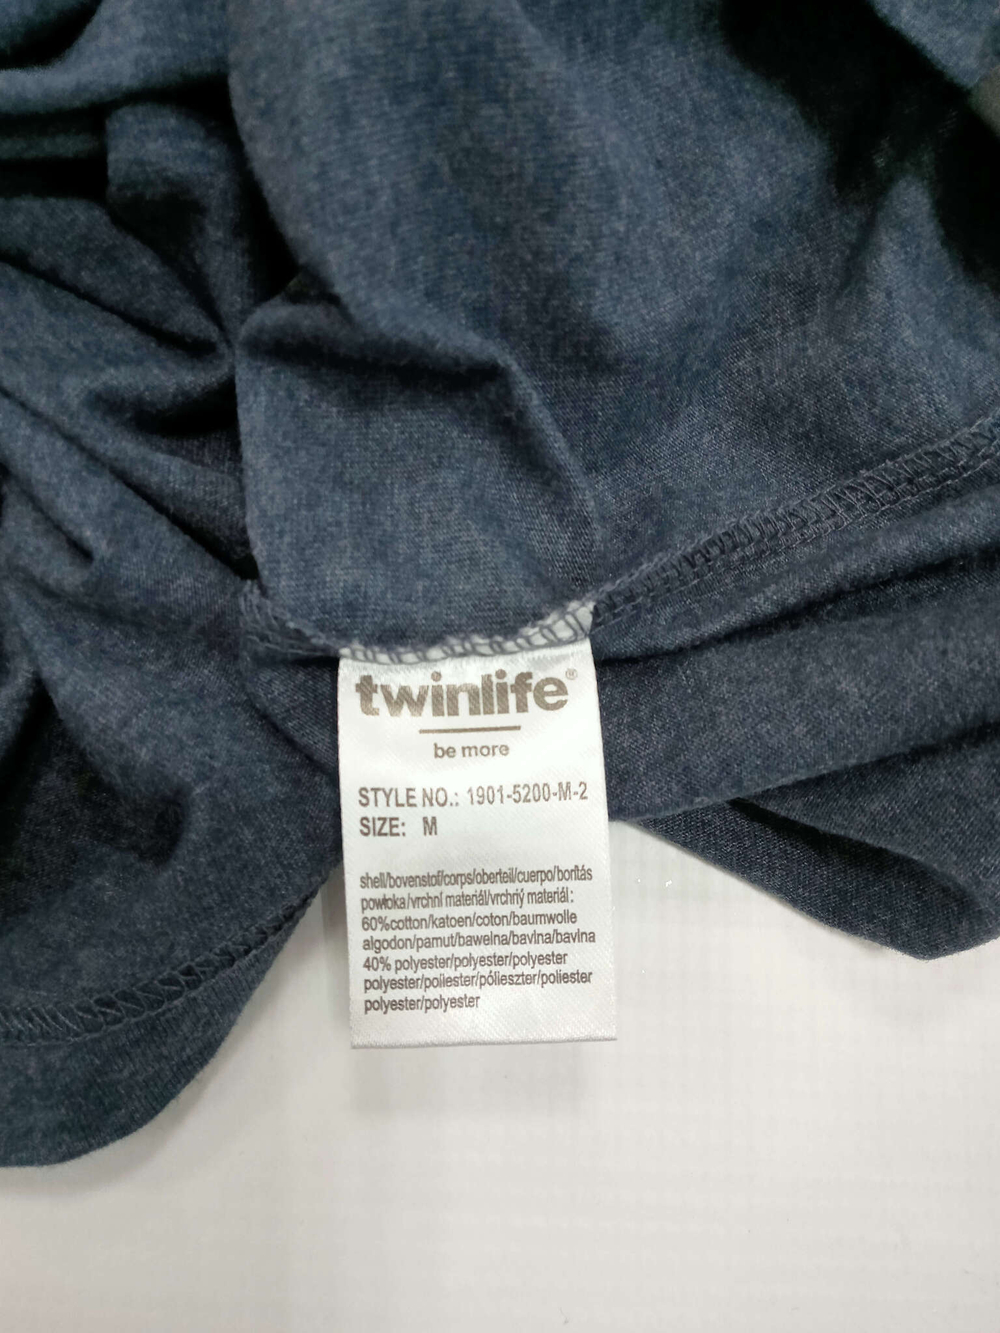 twinlife®
be more
STYLE NO.: 1901-5200-M-2
SIZE: M
shell/bovenstof/corps/oberteil/cuerpo/borítás
powłoka/vrchní materiál/vrchný materiál:
60%cotton/katoen/coton/baumwolle
algodon/pamut/bawelna/bavlna/bavlna
40% polyester/polyester/polyester
polyester/poliester/póliészter/poliester
polyester/polyester